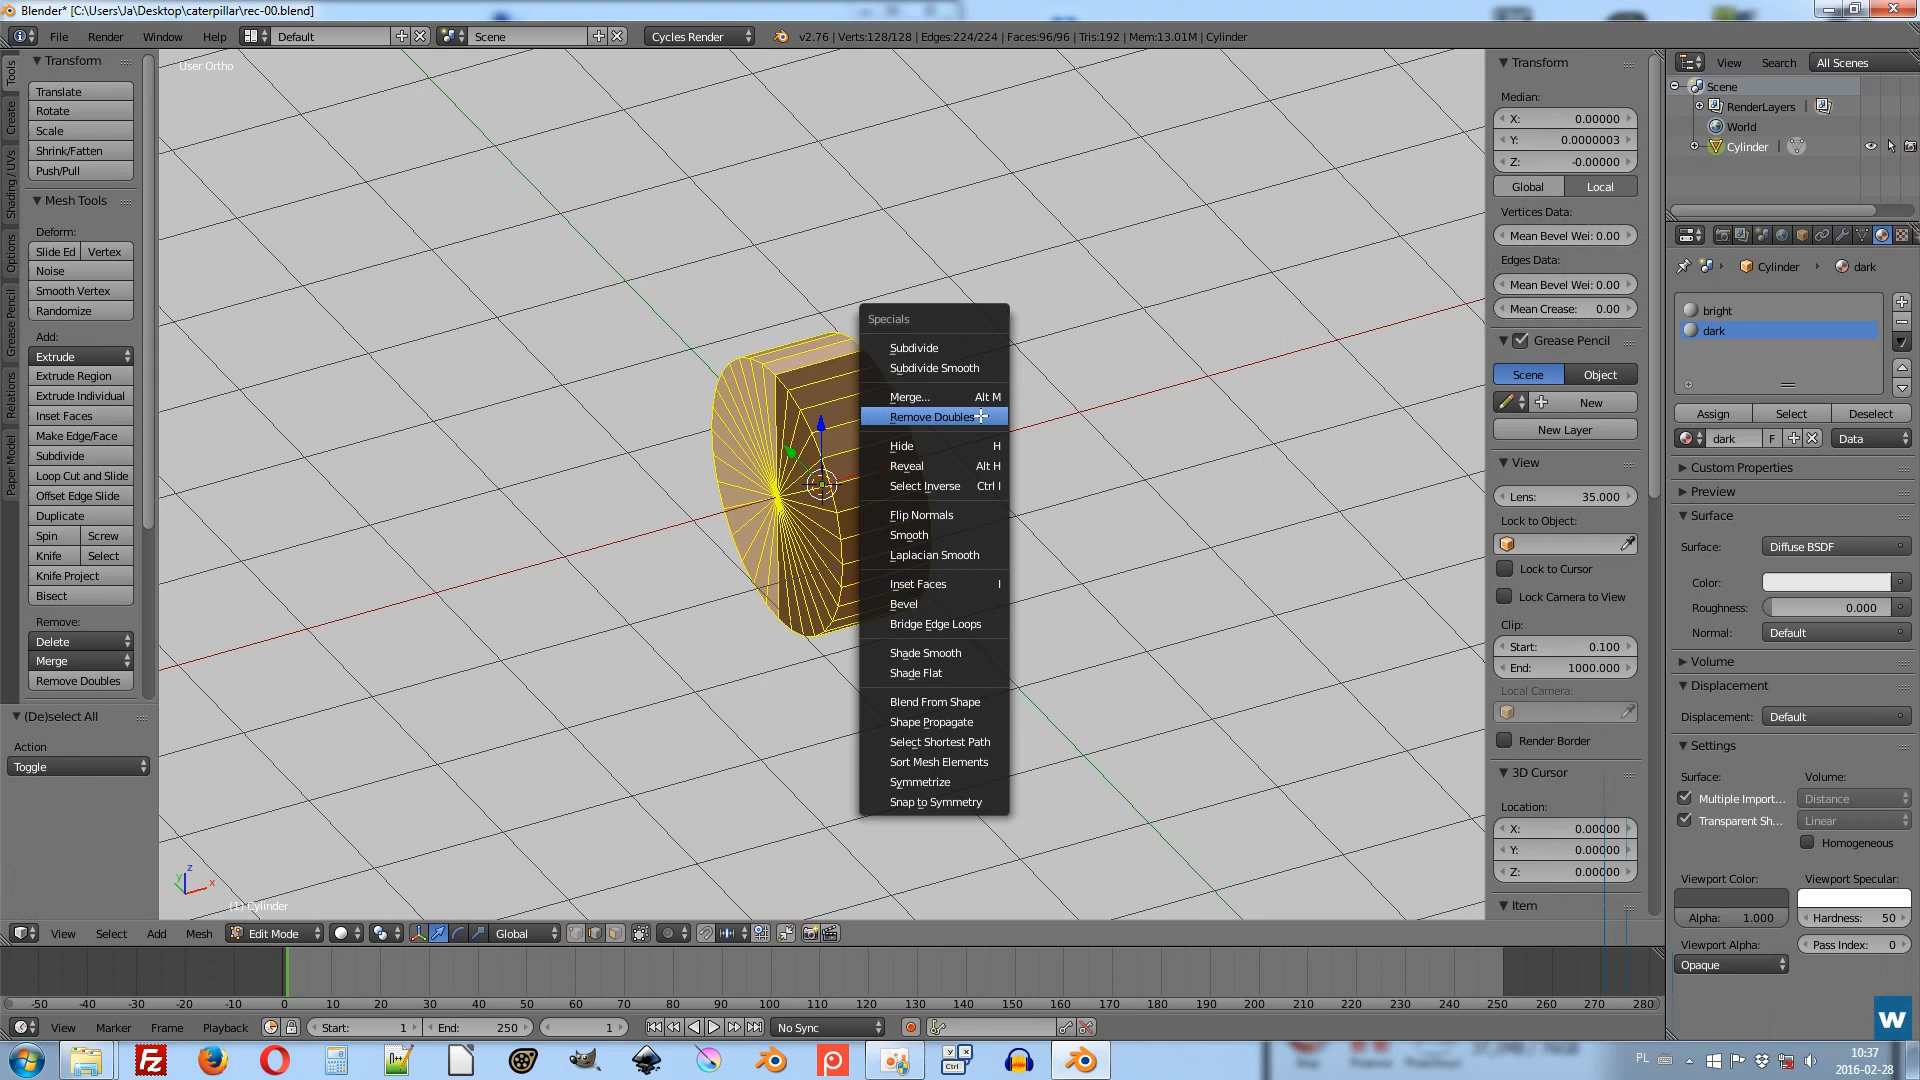 Blender* [C:\Users\Ja\Desktop\caterpillar\rec-00.blend]
File Render Window Help Default Scene Cycles Render v2.76 | Verts:128/128 | Edges:224/224 | Faces:96/96 | Tris:192 | Mem:13.01M | Cylinder
Tools
Create
Shading / UVs
Options
Grease Pencil
Relations
Paper Model
Transform
Translate
Rotate
Scale
Shrink/Fatten
Push/Pull
Mesh Tools
Deform:
Slide Ed Vertex
Noise
Smooth Vertex
Randomize
Add:
Extrude
Extrude Region
Extrude Individual
Inset Faces
Make Edge/Face
Subdivide
Loop Cut and Slide
Offset Edge Slide
Duplicate
Spin Screw
Knife Select
Knife Project
Bisect
Remove:
Delete
Merge
Remove Doubles
(De)select All
Action
Toggle
User Ortho
Specials
Subdivide
Subdivide Smooth
Merge... Alt M
Remove Doubles
Hide H
Reveal Alt H
Select Inverse Ctrl I
Flip Normals
Smooth
Laplacian Smooth
Inset Faces I
Bevel
Bridge Edge Loops
Shade Smooth
Shade Flat
Blend From Shape
Shape Propagate
Select Shortest Path
Sort Mesh Elements
Symmetrize
Snap to Symmetry
z
y
x
(1) Cylinder
Transform
Median:
X: 0.00000
Y: 0.0000003
Z: -0.00000
Global Local
Vertices Data:
Mean Bevel Wei: 0.00
Edges Data:
Mean Bevel Wei: 0.00
Mean Crease: 0.00
Grease Pencil
Scene Object
New
New Layer
View
Lens: 35.000
Lock to Object:
Lock to Cursor
Lock Camera to View
Clip:
Start: 0.100
End: 1000.000
Local Camera:
Render Border
3D Cursor
Location:
X: 0.00000
Y: 0.00000
Z: 0.00000
Item
View Search All Scenes
Scene
RenderLayers |
World
Cylinder |
Cylinder dark
bright
dark
Assign Select Deselect
dark F Data
Custom Properties
Preview
Surface
Surface: Diffuse BSDF
Color:
Roughness: 0.000
Normal: Default
Volume
Displacement
Displacement: Default
Settings
Surface: Volume:
Multiple Import... Distance
Transparent Sh... Linear
Homogeneous
Viewport Color: Viewport Specular:
Alpha: 1.000 Hardness: 50
Viewport Alpha: Pass Index: 0
Opaque
View Select Add Mesh Edit Mode Global
-50 -40 -30 -20 -10 0 10 20 30 40 50 60 70 80 90 100 110 120 130 140 150 160 170 180 190 200 210 220 230 240 250 260 270 280
View Marker Frame Playback Start: 1 End: 250 1 No Sync
w
Fz
y x
Ctrl
PL
10:37
2016-02-28